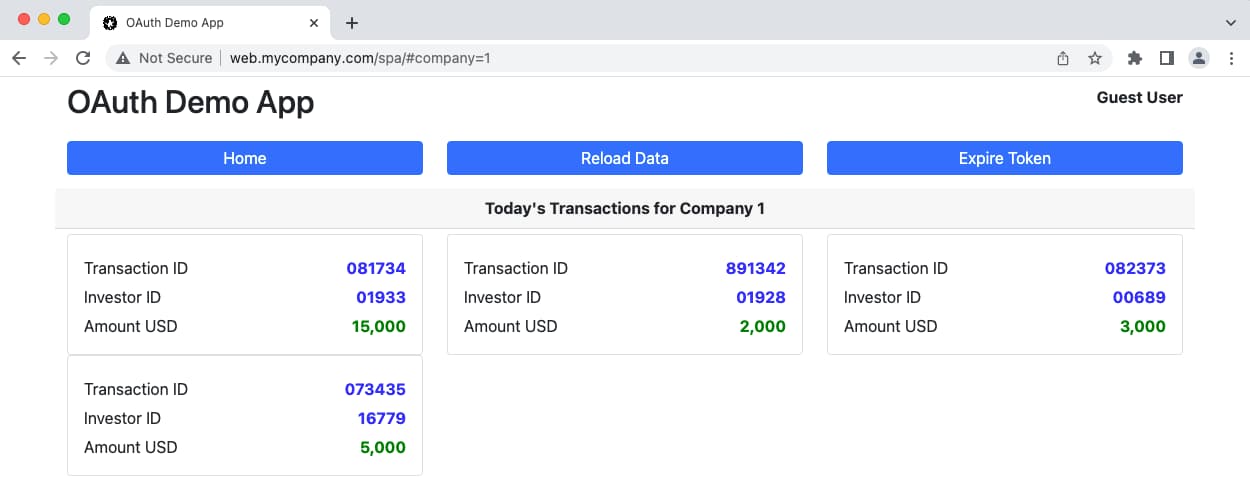 OAuth Demo App
Not Secure web.mycompany.com/spa/#company=1
OAuth Demo App
Guest User
Home
Reload Data
Expire Token
Today's Transactions for Company 1
Transaction ID 081734
Investor ID 01933
Amount USD 15,000
Transaction ID 891342
Investor ID 01928
Amount USD 2,000
Transaction ID 082373
Investor ID 00689
Amount USD 3,000
Transaction ID 073435
Investor ID 16779
Amount USD 5,000